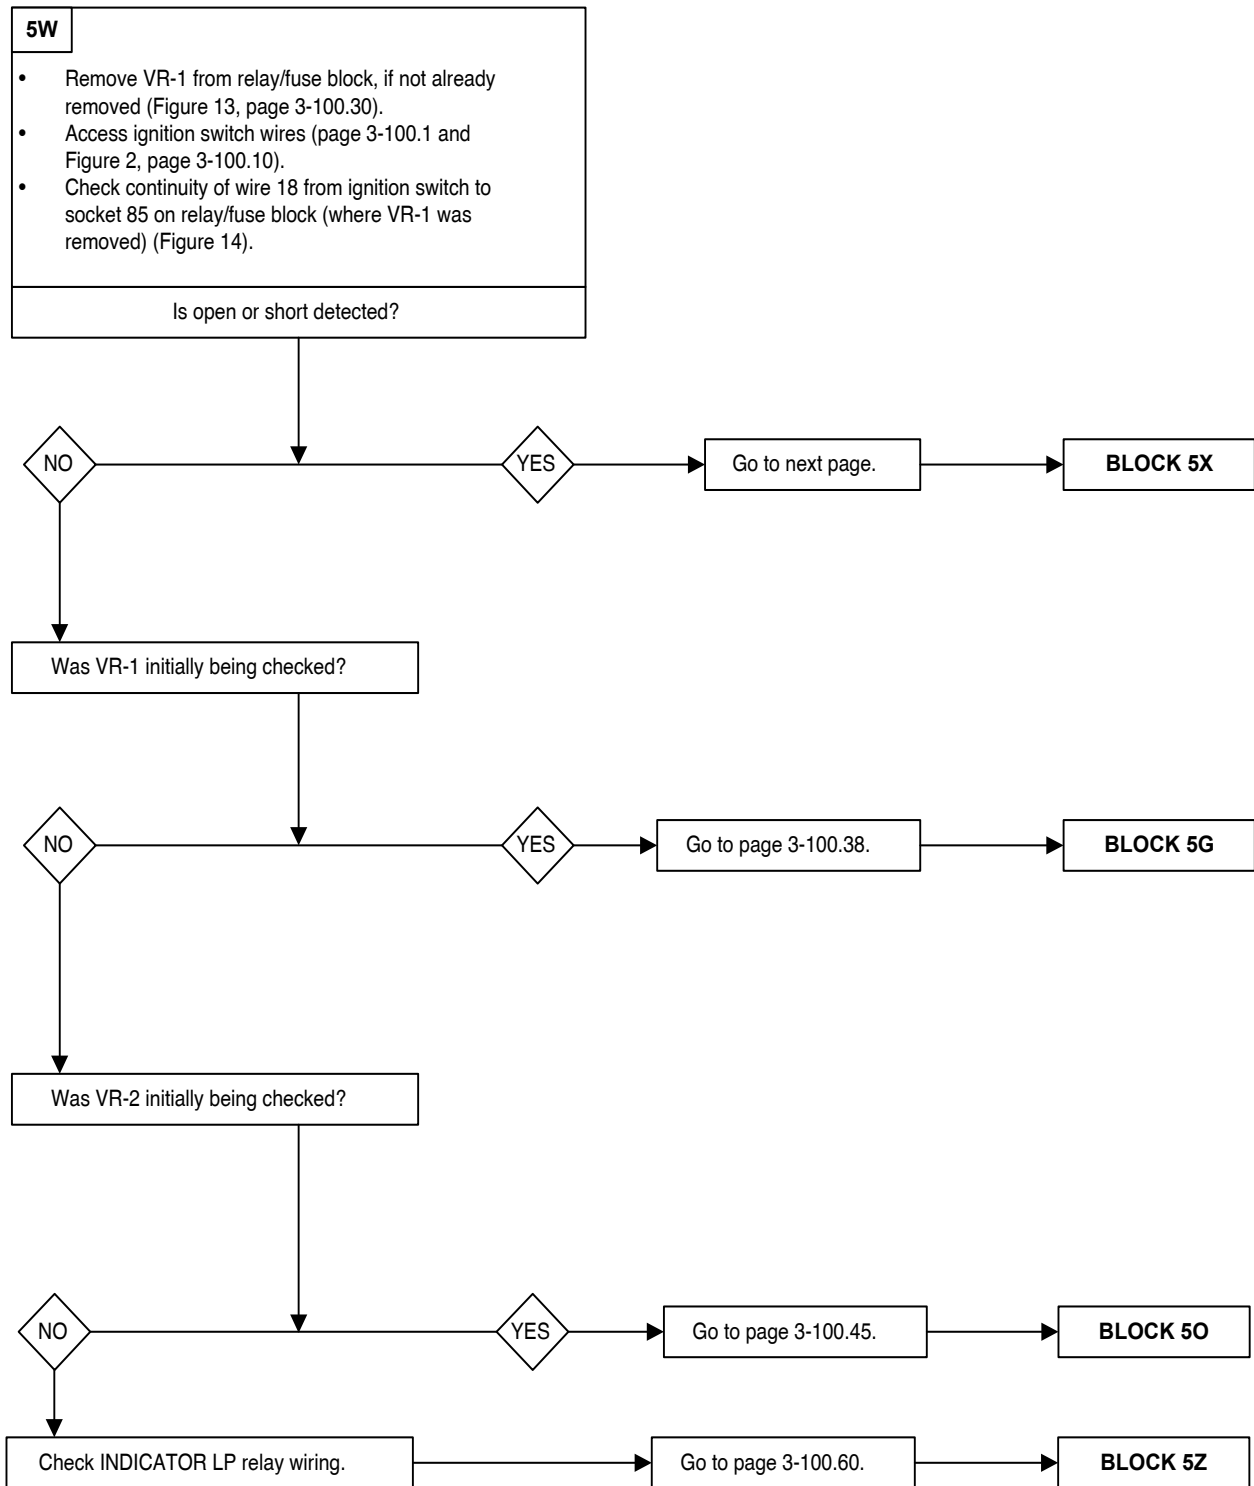 5W
• Remove VR-1 from relay/fuse block, if not already
removed (Figure 13, page 3-100.30).
• Access ignition switch wires (page 3-100.1 and
Figure 2, page 3-100.10).
• Check continuity of wire 18 from ignition switch to
socket 85 on relay/fuse block (where VR-1 was
removed) (Figure 14).
Is open or short detected?
NO
YES
Go to next page.
BLOCK 5X
Was VR-1 initially being checked?
NO
YES
Go to page 3-100.38.
BLOCK 5G
Was VR-2 initially being checked?
NO
YES
Go to page 3-100.45.
BLOCK 5O
Check INDICATOR LP relay wiring.
Go to page 3-100.60.
BLOCK 5Z